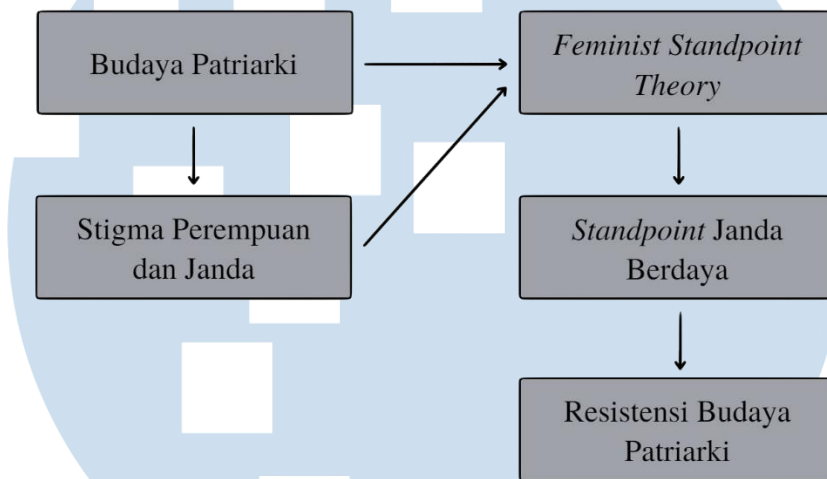 Budaya Patriarki
Feminist Standpoint
Theory
Stigma Perempuan
dan Janda
Standpoint Janda
Berdaya
Resistensi Budaya
Patriarki